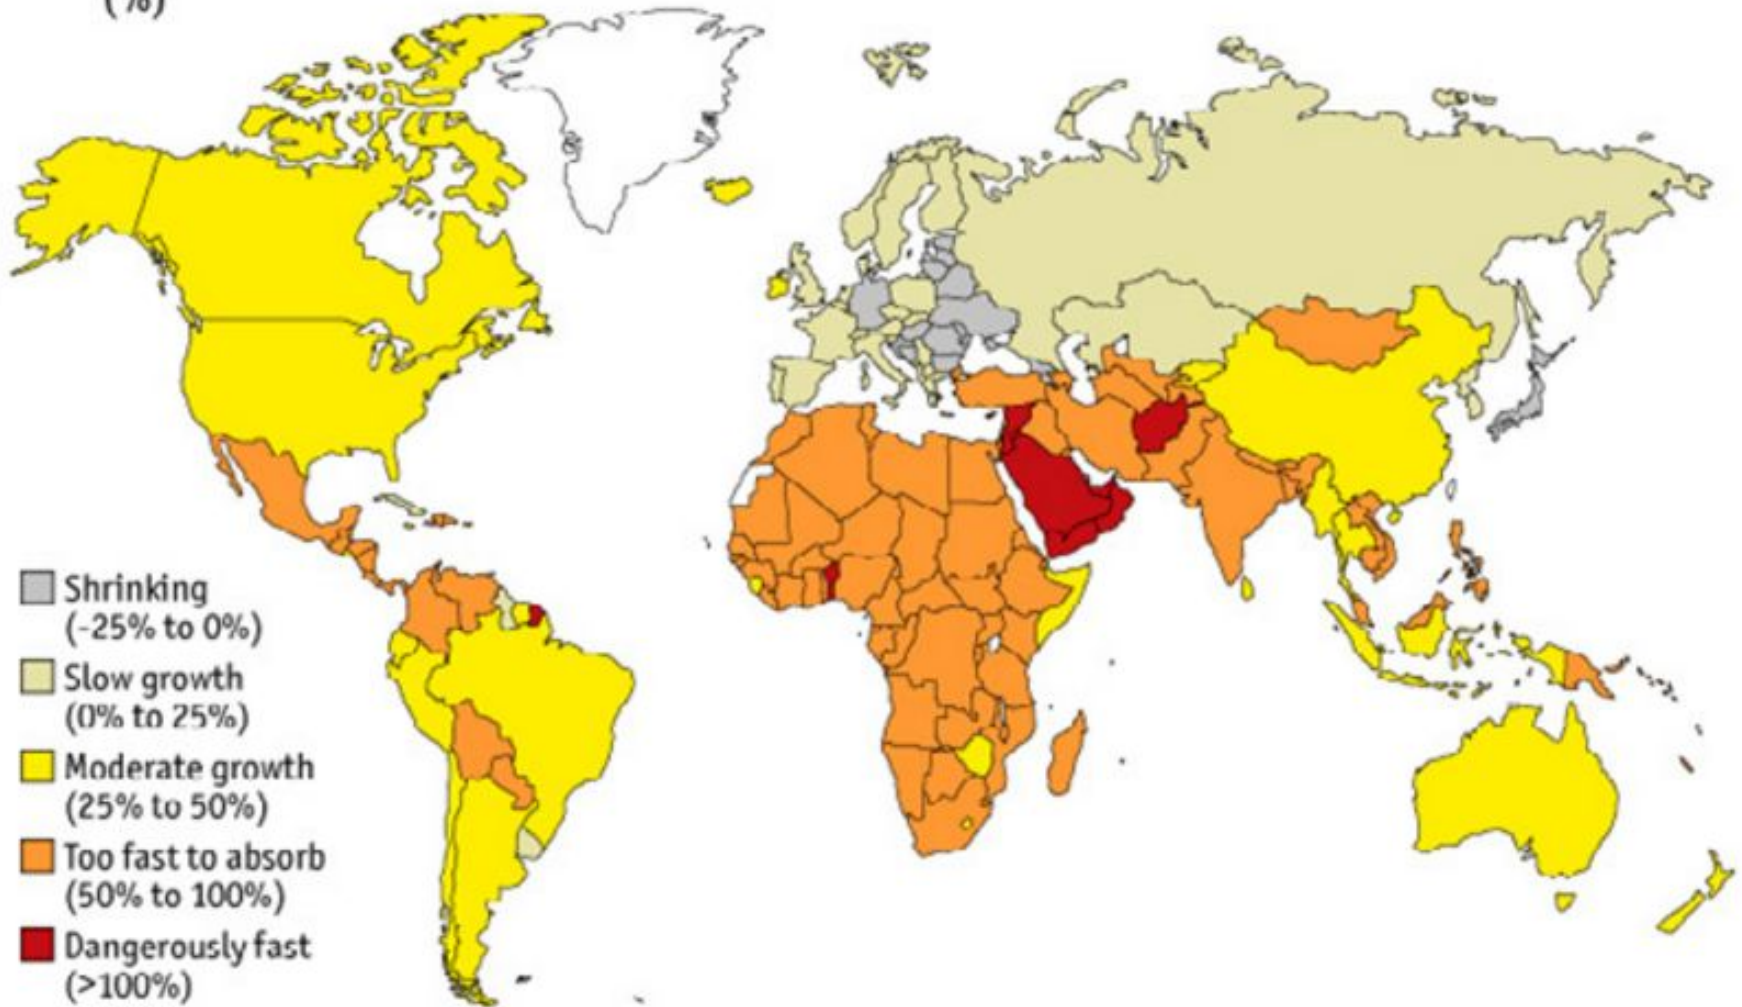 (%)
Shrinking
(-25% to 0%)
Slow growth
(0% to 25%)
Moderate growth
(25% to 50%)
Too fast to absorb
(50% to 100%)
Dangerously fast
(>100%)